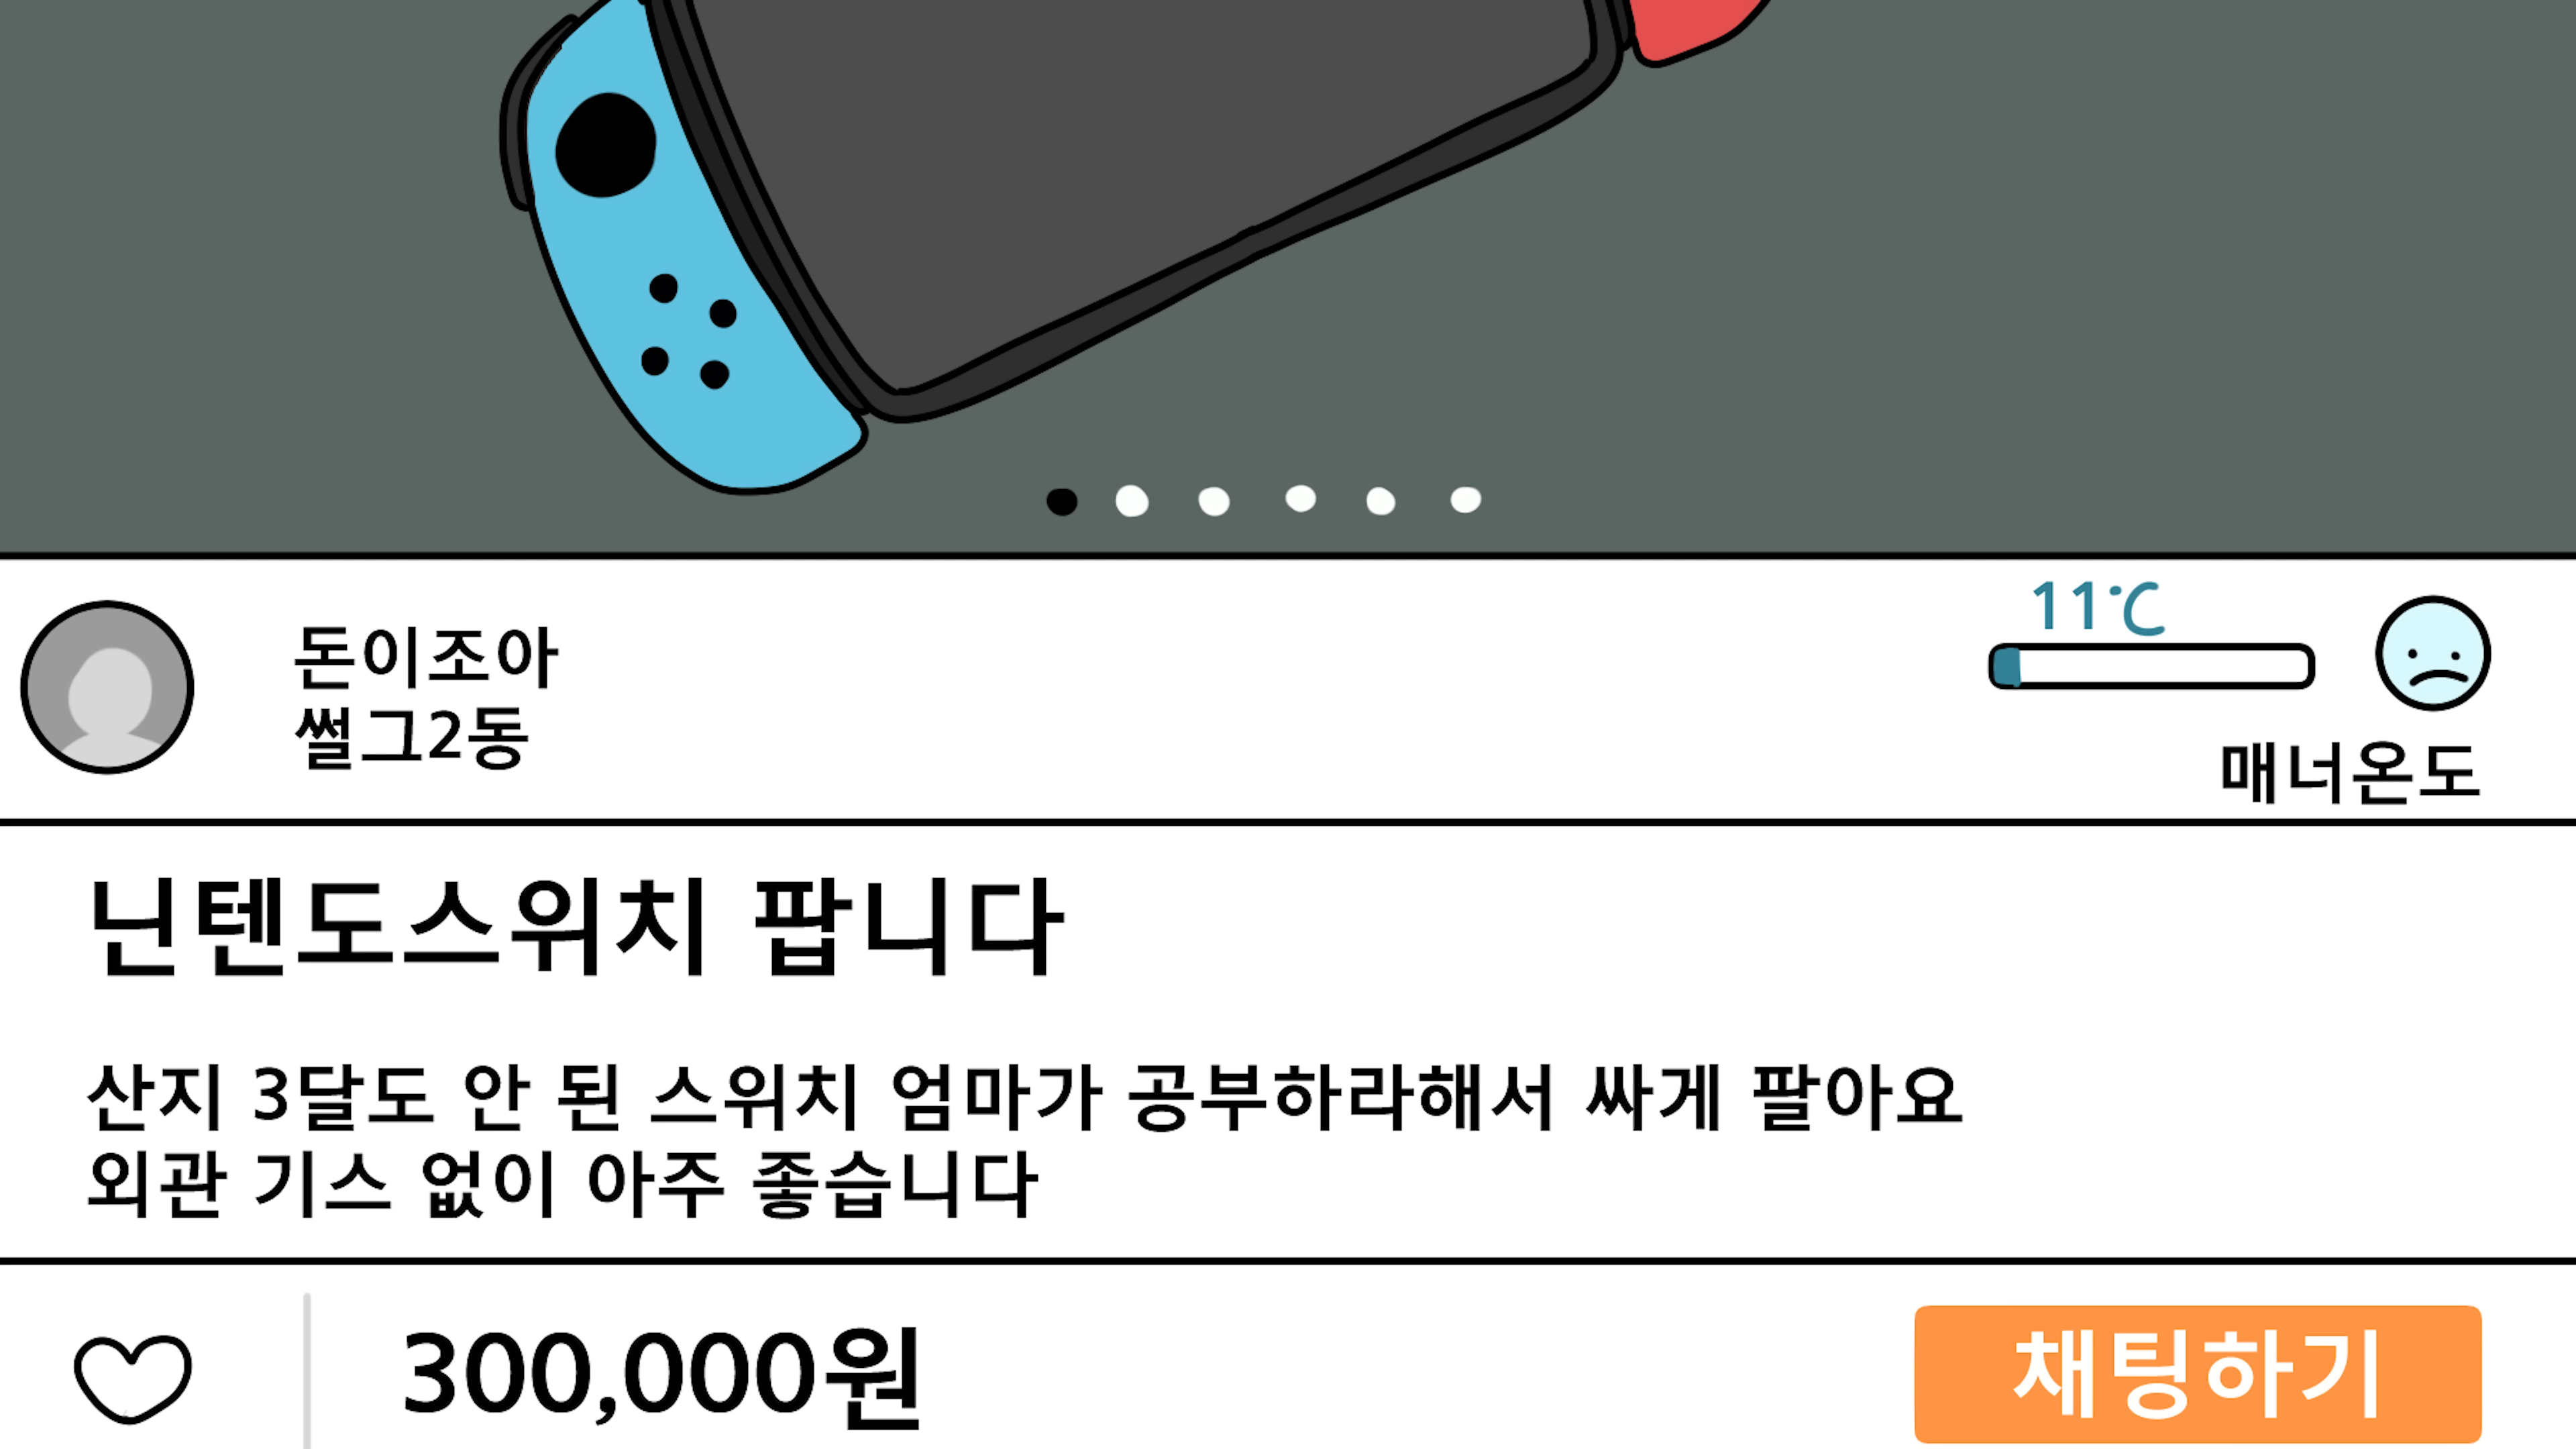 돈이조아
썰그2동
11℃
매너온도
닌텐도스위치 팝니다
산지 3달도 안 된 스위치 엄마가 공부하라해서 싸게 팔아요
외관 기스 없이 아주 좋습니다
300,000원
채팅하기